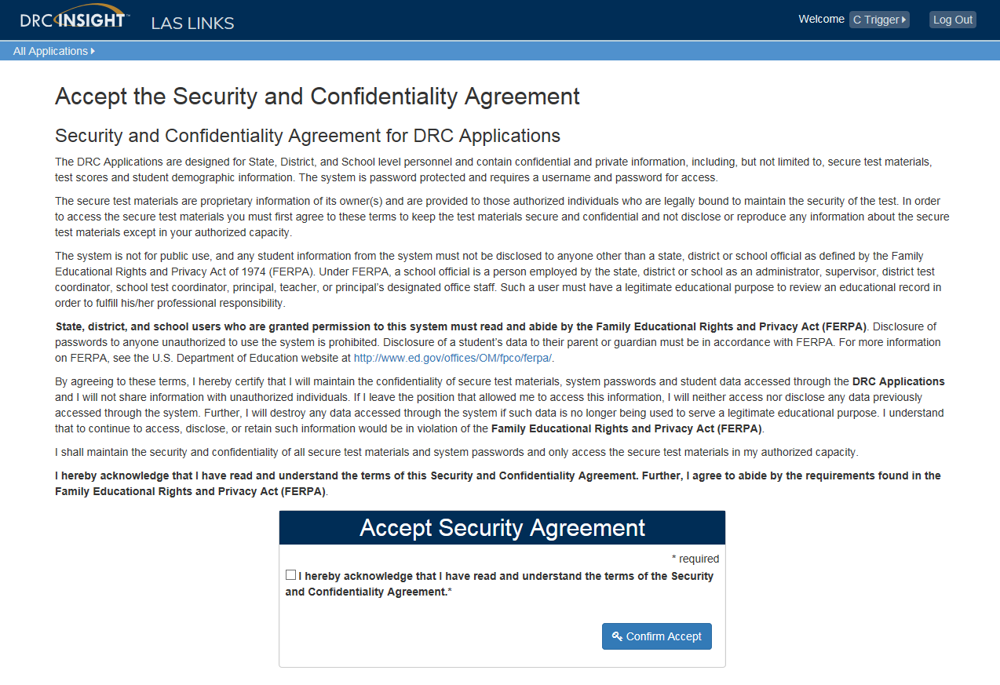 DRC INSIGHT™ LAS LINKS Welcome C Trigger Log Out
All Applications
Accept the Security and Confidentiality Agreement
Security and Confidentiality Agreement for DRC Applications
The DRC Applications are designed for State, District, and School level personnel and contain confidential and private information, including, but not limited to, secure test materials,
test scores and student demographic information. The system is password protected and requires a username and password for access.
The secure test materials are proprietary information of its owner(s) and are provided to those authorized individuals who are legally bound to maintain the security of the test. In order
to access the secure test materials you must first agree to these terms to keep the test materials secure and confidential and not disclose or reproduce any information about the secure
test materials except in your authorized capacity.
The system is not for public use, and any student information from the system must not be disclosed to anyone other than a state, district or school official as defined by the Family
Educational Rights and Privacy Act of 1974 (FERPA). Under FERPA, a school official is a person employed by the state, district or school as an administrator, supervisor, district test
coordinator, school test coordinator, principal, teacher, or principal's designated office staff. Such a user must have a legitimate educational purpose to review an educational record in
order to fulfill his/her professional responsibility.
State, district, and school users who are granted permission to this system must read and abide by the Family Educational Rights and Privacy Act (FERPA). Disclosure of
passwords to anyone unauthorized to use the system is prohibited. Disclosure of a student's data to their parent or guardian must be in accordance with FERPA. For more information
on FERPA, see the U.S. Department of Education website at http://www.ed.gov/offices/OM/fpco/ferpa/.
By agreeing to these terms, I hereby certify that I will maintain the confidentiality of secure test materials, system passwords and student data accessed through the DRC Applications
and I will not share information with unauthorized individuals. If I leave the position that allowed me to access this information, I will neither access nor disclose any data previously
accessed through the system. Further, I will destroy any data accessed through the system if such data is no longer being used to serve a legitimate educational purpose. I understand
that to continue to access, disclose, or retain such information would be in violation of the Family Educational Rights and Privacy Act (FERPA).
I shall maintain the security and confidentiality of all secure test materials and system passwords and only access the secure test materials in my authorized capacity.
I hereby acknowledge that I have read and understand the terms of this Security and Confidentiality Agreement. Further, I agree to abide by the requirements found in the
Family Educational Rights and Privacy Act (FERPA).
Accept Security Agreement
* required
I hereby acknowledge that I have read and understand the terms of the Security
and Confidentiality Agreement.*
Confirm Accept